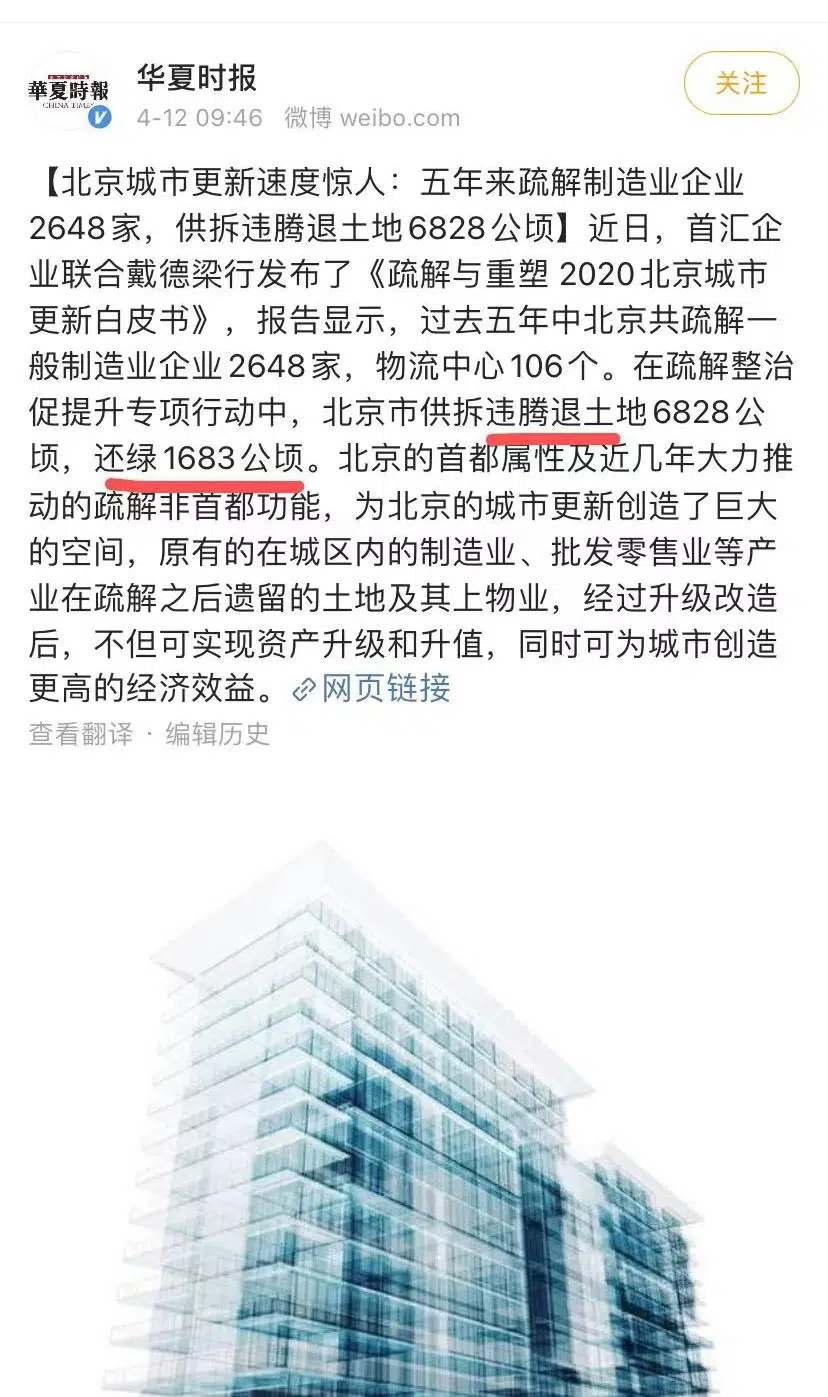 華夏時報
CHINA TIMES
华夏时报
4-12 09:46 微博 weibo.com
关注
【北京城市更新速度惊人：五年来疏解制造业企业
2648家，供拆违腾退土地6828公顷】近日，首汇企
业联合戴德梁行发布了《疏解与重塑 2020北京城市
更新白皮书》，报告显示，过去五年中北京共疏解一
般制造业企业2648家，物流中心106个。在疏解整治
促提升专项行动中，北京市供拆违腾退土地6828公
顷，还绿1683公顷。北京的首都属性及近几年大力推
动的疏解非首都功能，为北京的城市更新创造了巨大
的空间，原有的在城区内的制造业、批发零售业等产
业在疏解之后遗留的土地及其上物业，经过升级改造
后，不但可实现资产升级和升值，同时可为城市创造
更高的经济效益。网页链接
查看翻译 · 编辑历史